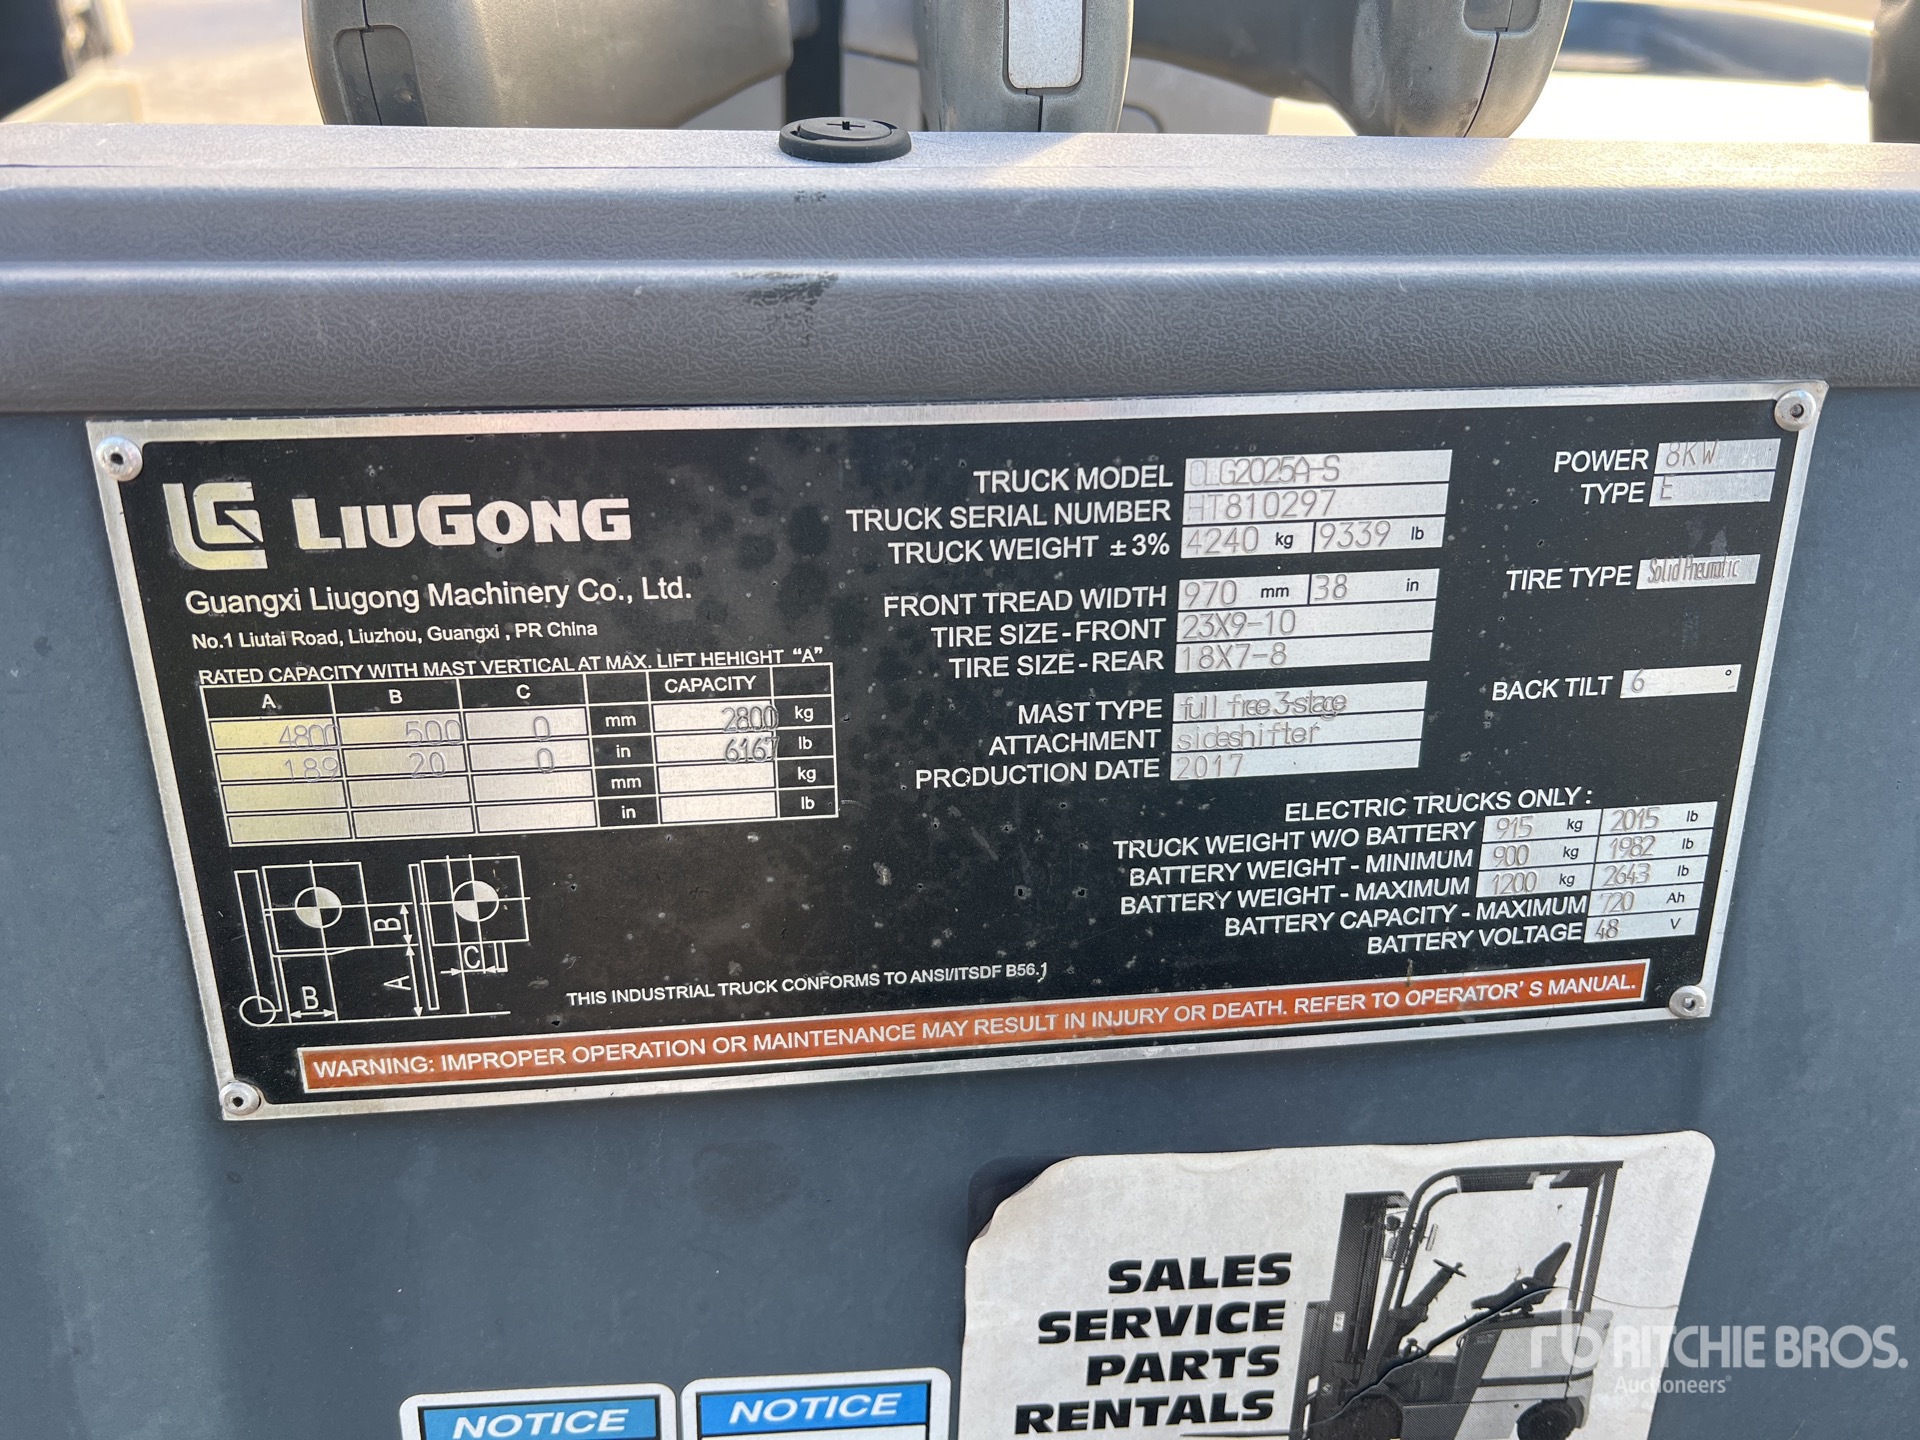 LIUGONG
Guangxi Liugong Machinery Co., Ltd.
No.1 Liutai Road, Liuzhou, Guangxi , PR China
RATED CAPACITY WITH MAST VERTICAL AT MAX. LIFT HEHIGHT "A"
A B C CAPACITY
4800 500 0 mm 2800 kg
189 20 0 in 6167 lb
mm kg
in lb
B
A
C
B
TRUCK MODEL CLG2025A-S
TRUCK SERIAL NUMBER HT810297
TRUCK WEIGHT ±3% 4240 kg 9339 lb
FRONT TREAD WIDTH 970 mm 38 in
TIRE SIZE-FRONT 23X9-10
TIRE SIZE-REAR 18X7-8
MAST TYPE full free 3-stage
ATTACHMENT sideshifter
PRODUCTION DATE 2017
POWER 8KW
TYPE E
TIRE TYPE Solid Pneumatic
BACK TILT 6 °
ELECTRIC TRUCKS ONLY :
TRUCK WEIGHT W/O BATTERY 915 kg 2015 lb
BATTERY WEIGHT - MINIMUM 900 kg 1982 lb
BATTERY WEIGHT - MAXIMUM 1200 kg 2643 lb
BATTERY CAPACITY - MAXIMUM 720 Ah
BATTERY VOLTAGE 48 V
THIS INDUSTRIAL TRUCK CONFORMS TO ANSI/ITSDF B56.1
WARNING: IMPROPER OPERATION OR MAINTENANCE MAY RESULT IN INJURY OR DEATH. REFER TO OPERATOR' S MANUAL.
SALES
SERVICE
PARTS
RENTALS
NOTICE
NOTICE
rb RITCHIE BROS.
Auctioneers